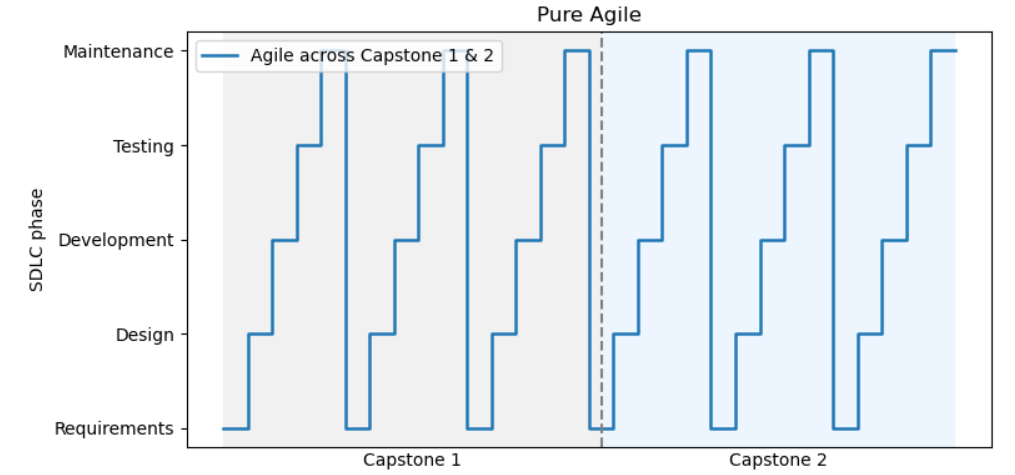 Pure Agile
Agile across Capstone 1 & 2
SDLC phase
Maintenance
Testing
Development
Design
Requirements
Capstone 1
Capstone 2